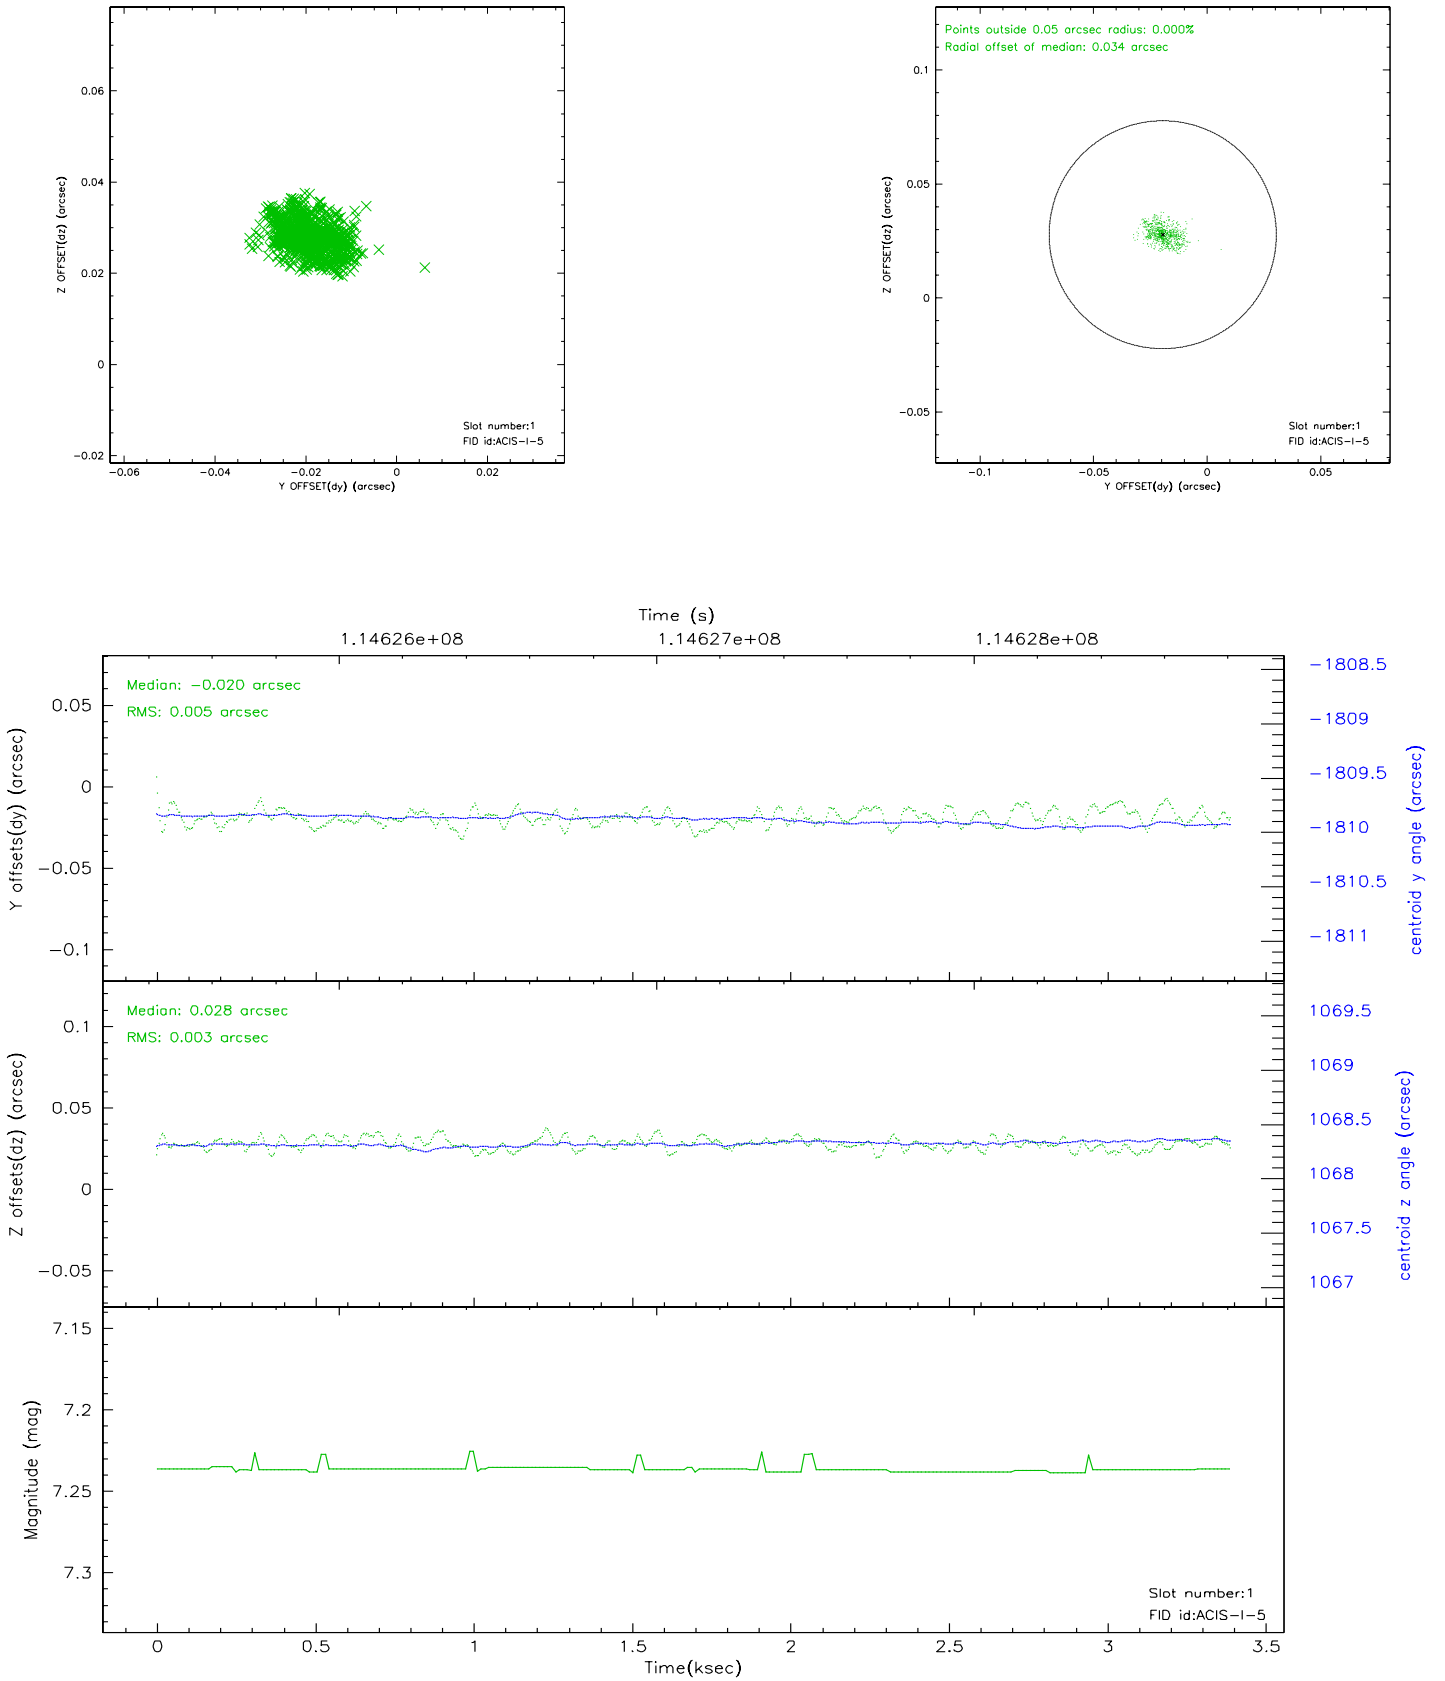 Points outside 0.05 arcsec radius: 0.000%
Radial offset of median: 0.034 arcsec
0.06
0.04
0.02
0
−0.02
Z OFFSET(dz) (arcsec)
Slot number:1
FID id:ACIS−I−5
−0.06 −0.04 −0.02 0 0.02
Y OFFSET(dy) (arcsec)
0.1
0.05
0
−0.05
Z OFFSET(dz) (arcsec)
Slot number:1
FID id:ACIS−I−5
−0.1 −0.05 0 0.05
Y OFFSET(dy) (arcsec)
Time (s)
1.14626e+08 1.14627e+08 1.14628e+08
Median: −0.020 arcsec
RMS: 0.005 arcsec
0.05
0
−0.05
−0.1
Y offsets(dy) (arcsec)
−1808.5
−1809
−1809.5
−1810
−1810.5
−1811
centroid y angle (arcsec)
Median: 0.028 arcsec
RMS: 0.003 arcsec
0.1
0.05
0
−0.05
Z offsets(dz) (arcsec)
1069.5
1069
1068.5
1068
1067.5
1067
centroid z angle (arcsec)
7.15
7.2
7.25
7.3
Magnitude (mag)
Slot number:1
FID id:ACIS−I−5
0 0.5 1 1.5 2 2.5 3 3.5
Time(ksec)